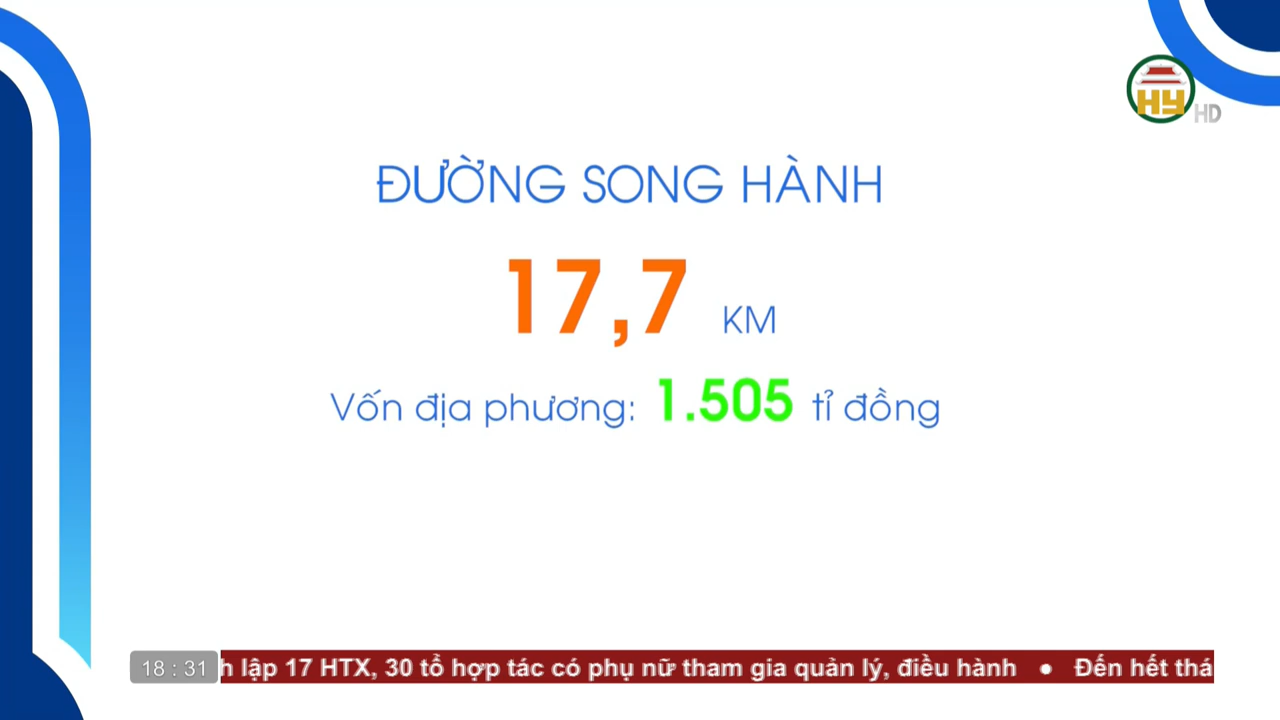 HY HD
ĐƯỜNG SONG HÀNH
17,7 KM
Vốn địa phương: 1.505 tỉ đồng
18 : 31 h lập 17 HTX, 30 tổ hợp tác có phụ nữ tham gia quản lý, điều hành ● Đến hết thá